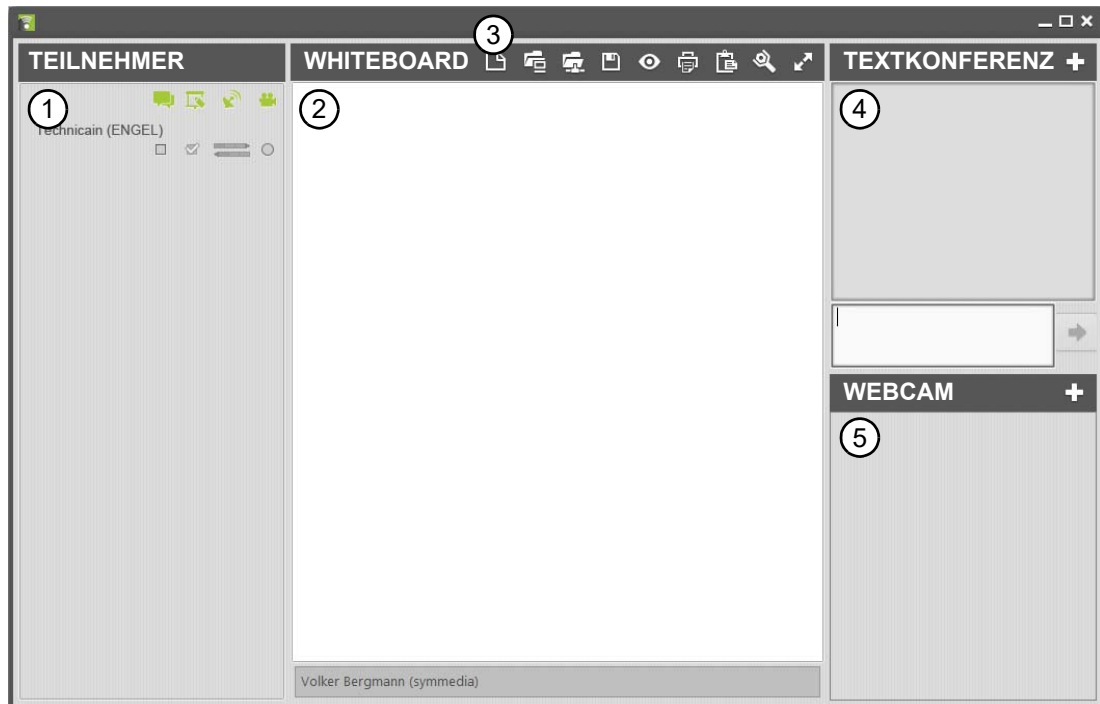 3
TEILNEHMER
WHITEBOARD
TEXTKONFERENZ
1
2
4
Technicain (ENGEL)
WEBCAM
5
Volker Bergmann (symmedia)